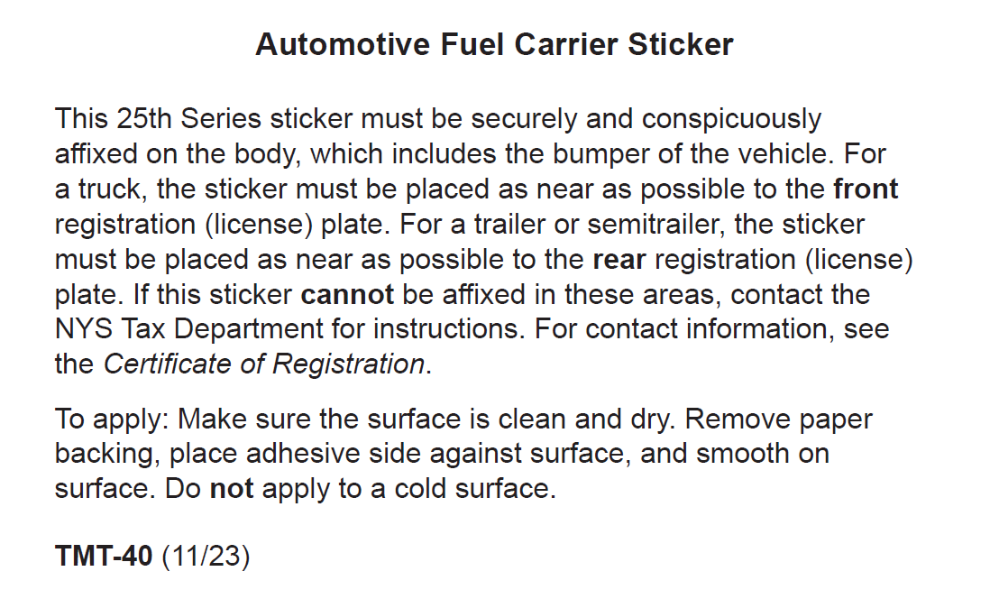 Automotive Fuel Carrier Sticker
This 25th Series sticker must be securely and conspicuously
affixed on the body, which includes the bumper of the vehicle. For
a truck, the sticker must be placed as near as possible to the front
registration (license) plate. For a trailer or semitrailer, the sticker
must be placed as near as possible to the rear registration (license)
plate. If this sticker cannot be affixed in these areas, contact the
NYS Tax Department for instructions. For contact information, see
the Certificate of Registration.
To apply: Make sure the surface is clean and dry. Remove paper
backing, place adhesive side against surface, and smooth on
surface. Do not apply to a cold surface.
TMT-40 (11/23)